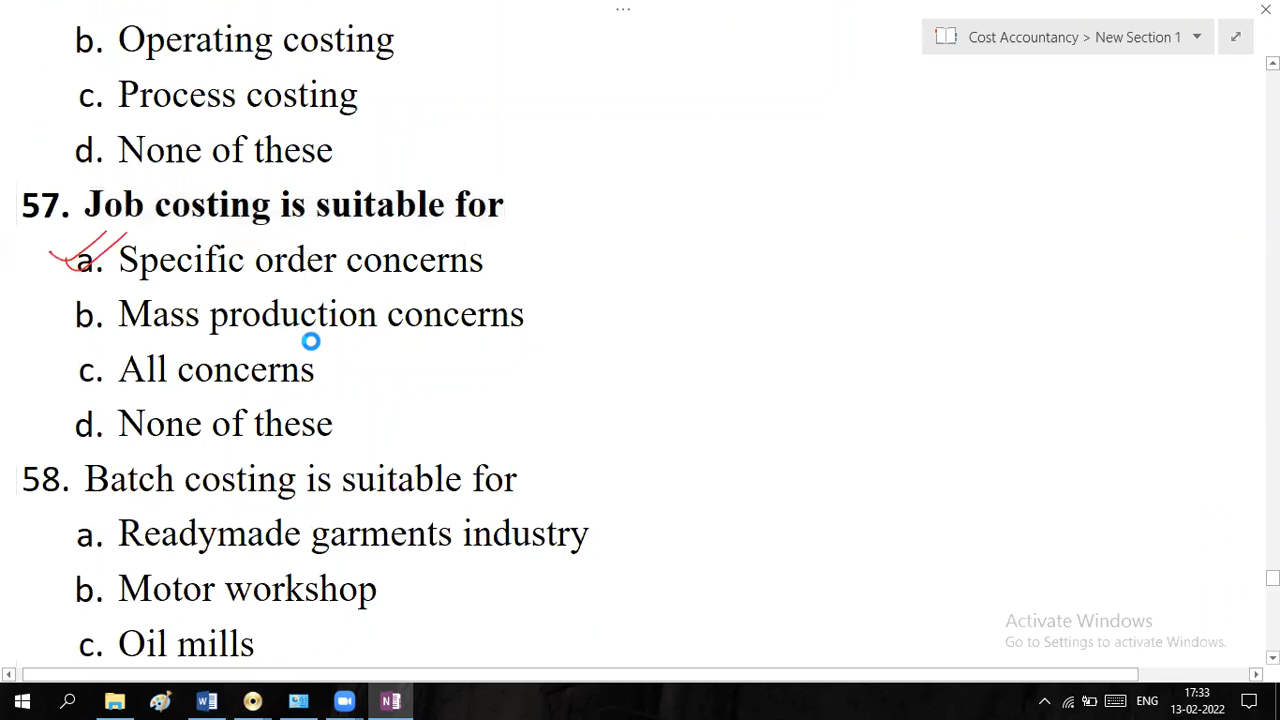 ...
b. Operating costing
Cost Accountancy > New Section 1
c. Process costing
d. None of these
57. Job costing is suitable for
a. Specific order concerns
b. Mass production concerns
c. All concerns
d. None of these
58. Batch costing is suitable for
a. Readymade garments industry
b. Motor workshop
c. Oil mills
Activate Windows
Go to Settings to activate Windows.
ENG
17:33
13-02-2022